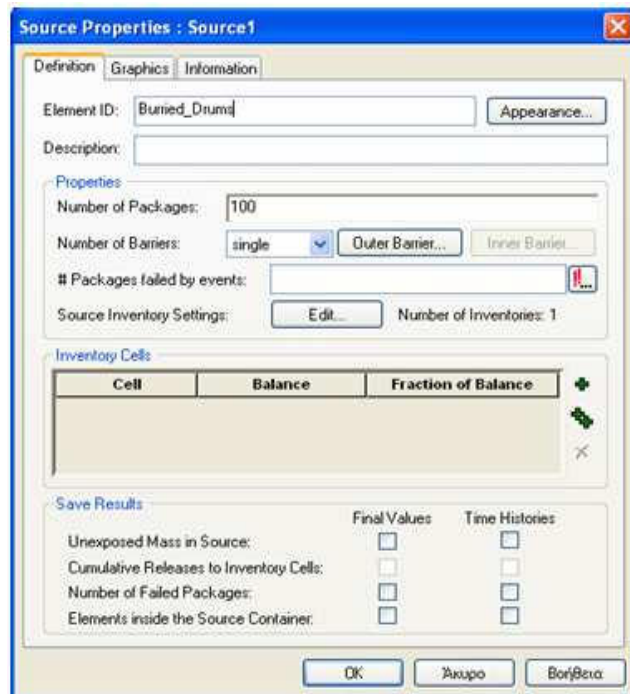 Source Properties : Source1
Definition Graphics Information
Element ID: Burried_Drums Appearance...
Description:
Properties
Number of Packages: 100
Number of Barriers: single Outer Barrier... Inner Barrier...
# Packages failed by events: !...
Source Inventory Settings: Edit... Number of Inventories: 1
Inventory Cells
Cell Balance Fraction of Balance
Save Results
Final Values Time Histories
Unexposed Mass in Source:
Cumulative Releases to Inventory Cells:
Number of Failed Packages:
Elements inside the Source Container:
OK Άκυρο Βοήθεια